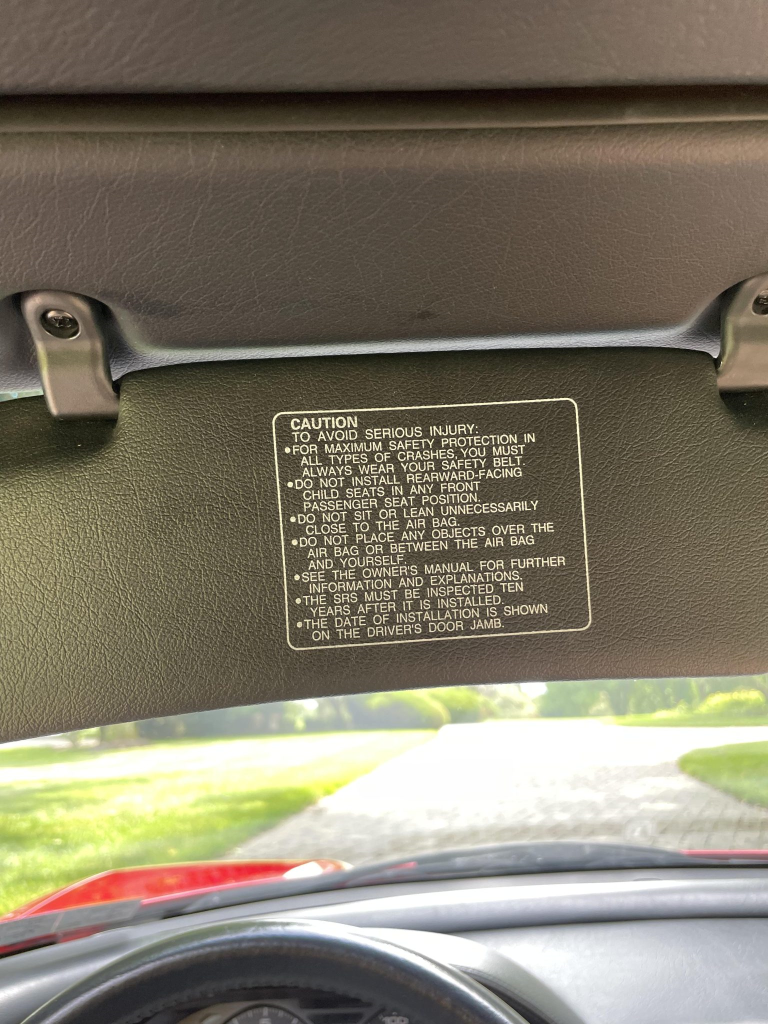 CAUTION
TO AVOID SERIOUS INJURY:
•FOR MAXIMUM SAFETY PROTECTION IN
ALL TYPES OF CRASHES, YOU MUST
ALWAYS WEAR YOUR SAFETY BELT.
•DO NOT INSTALL REARWARD-FACING
CHILD SEATS IN ANY FRONT
PASSENGER SEAT POSITION.
•DO NOT SIT OR LEAN UNNECESSARILY
CLOSE TO THE AIR BAG.
•DO NOT PLACE ANY OBJECTS OVER THE
AIR BAG OR BETWEEN THE AIR BAG
AND YOURSELF.
•SEE THE OWNER'S MANUAL FOR FURTHER
INFORMATION AND EXPLANATIONS.
•THE SRS MUST BE INSPECTED TEN
YEARS AFTER IT IS INSTALLED.
•THE DATE OF INSTALLATION IS SHOWN
ON THE DRIVER'S DOOR JAMB.